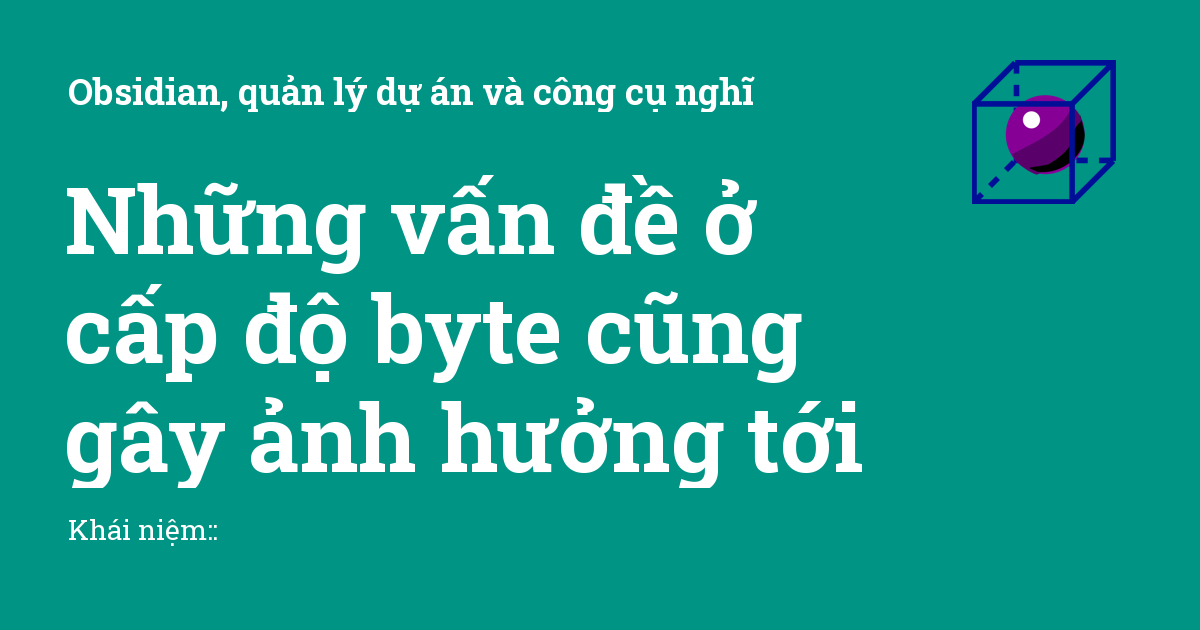 Obsidian, quản lý dự án và công cụ nghĩ
Những vấn đề ở
cấp độ byte cũng
gây ảnh hưởng tới
Khái niệm::